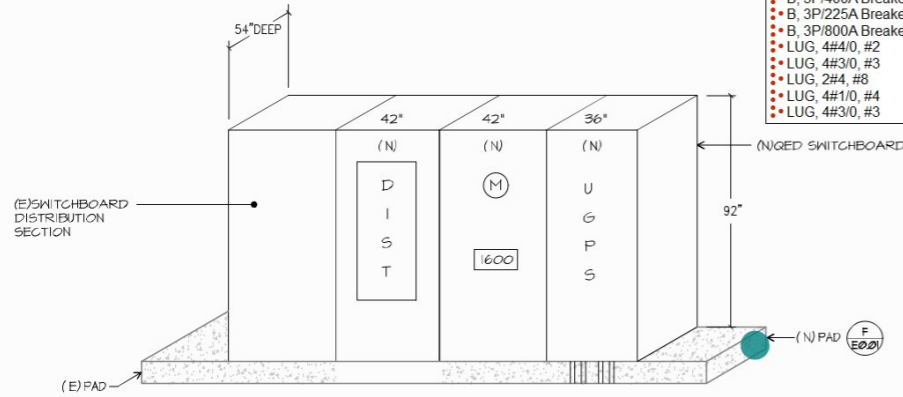 54"DEEP
B, 3P/225A Breake
B, 3P/800A Breake
LUG, 4#4/0, #2
LUG, 4#3/0, #3
LUG, 2#4, #8
LUG, 4#1/0, #4
LUG, 4#3/0, #3
42"
42"
36"
(N)
(N)
(N)
(N)QED SWITCHBOARD
D
I
S
T
M
1600
U
G
P
S
(E)SWITCHBOARD
DISTRIBUTION
SECTION
92"
(N) PAD
F
E001
(E) PAD